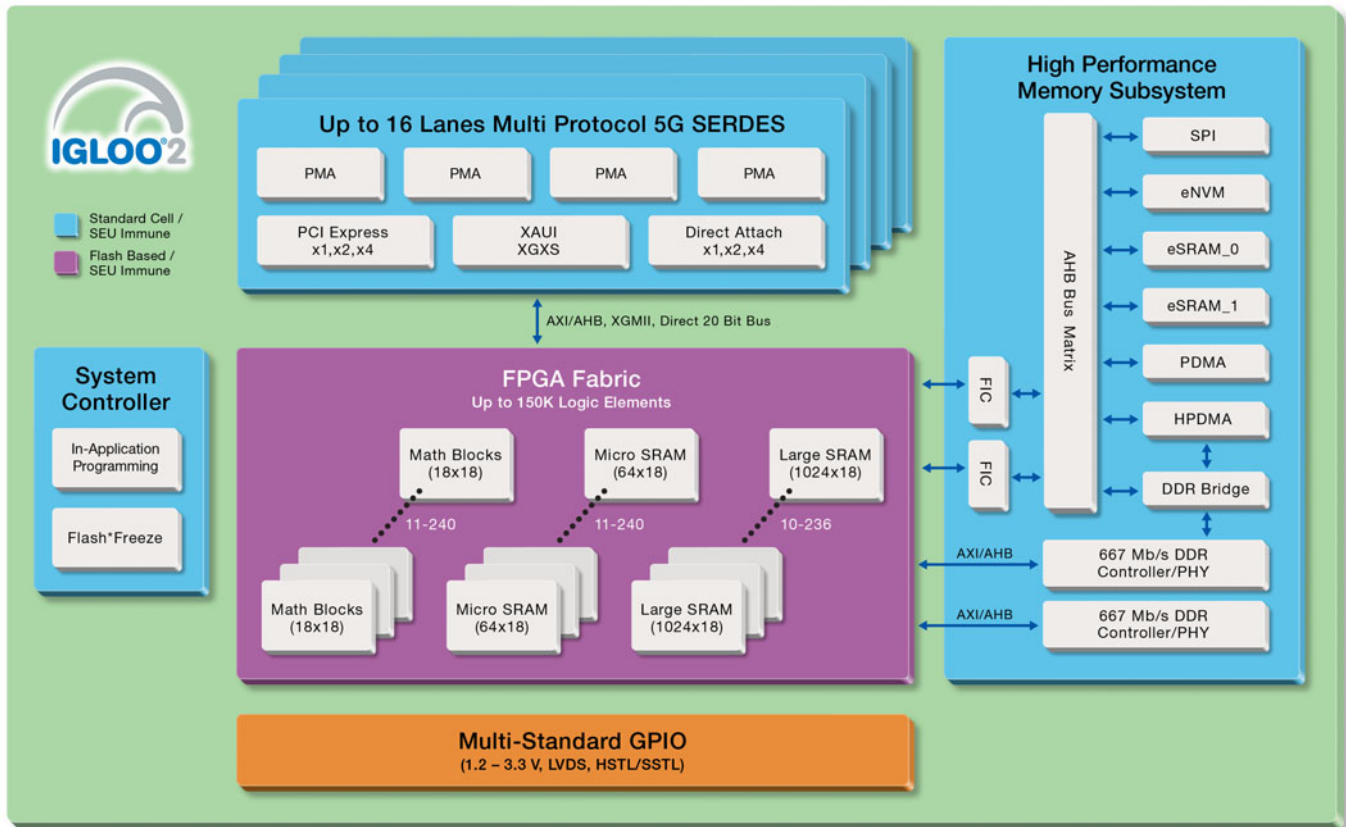 IGLOO®2
Standard Cell /
SEU Immune
Flash Based /
SEU Immune
Up to 16 Lanes Multi Protocol 5G SERDES
PMA
PMA
PMA
PMA
PCI Express
x1,x2,x4
XAUI
XGXS
Direct Attach
x1,x2,x4
AXI/AHB, XGMII, Direct 20 Bit Bus
System
Controller
In-Application
Programming
Flash*Freeze
FPGA Fabric
Up to 150K Logic Elements
Math Blocks
(18x18)
Micro SRAM
(64x18)
Large SRAM
(1024x18)
11-240
11-240
10-236
Math Blocks
(18x18)
Micro SRAM
(64x18)
Large SRAM
(1024x18)
High Performance
Memory Subsystem
AHB Bus Matrix
SPI
eNVM
eSRAM_0
eSRAM_1
PDMA
HPDMA
DDR Bridge
FIC
FIC
AXI/AHB
667 Mb/s DDR
Controller/PHY
AXI/AHB
667 Mb/s DDR
Controller/PHY
Multi-Standard GPIO
(1.2 – 3.3 V, LVDS, HSTL/SSTL)